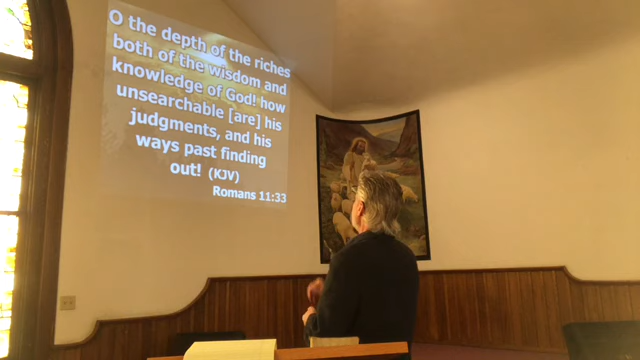 O the depth of the riches
both of the wisdom and
knowledge of God! how
unsearchable [are] his
judgments, and his
ways past finding
out! (KJV)
Romans 11:33